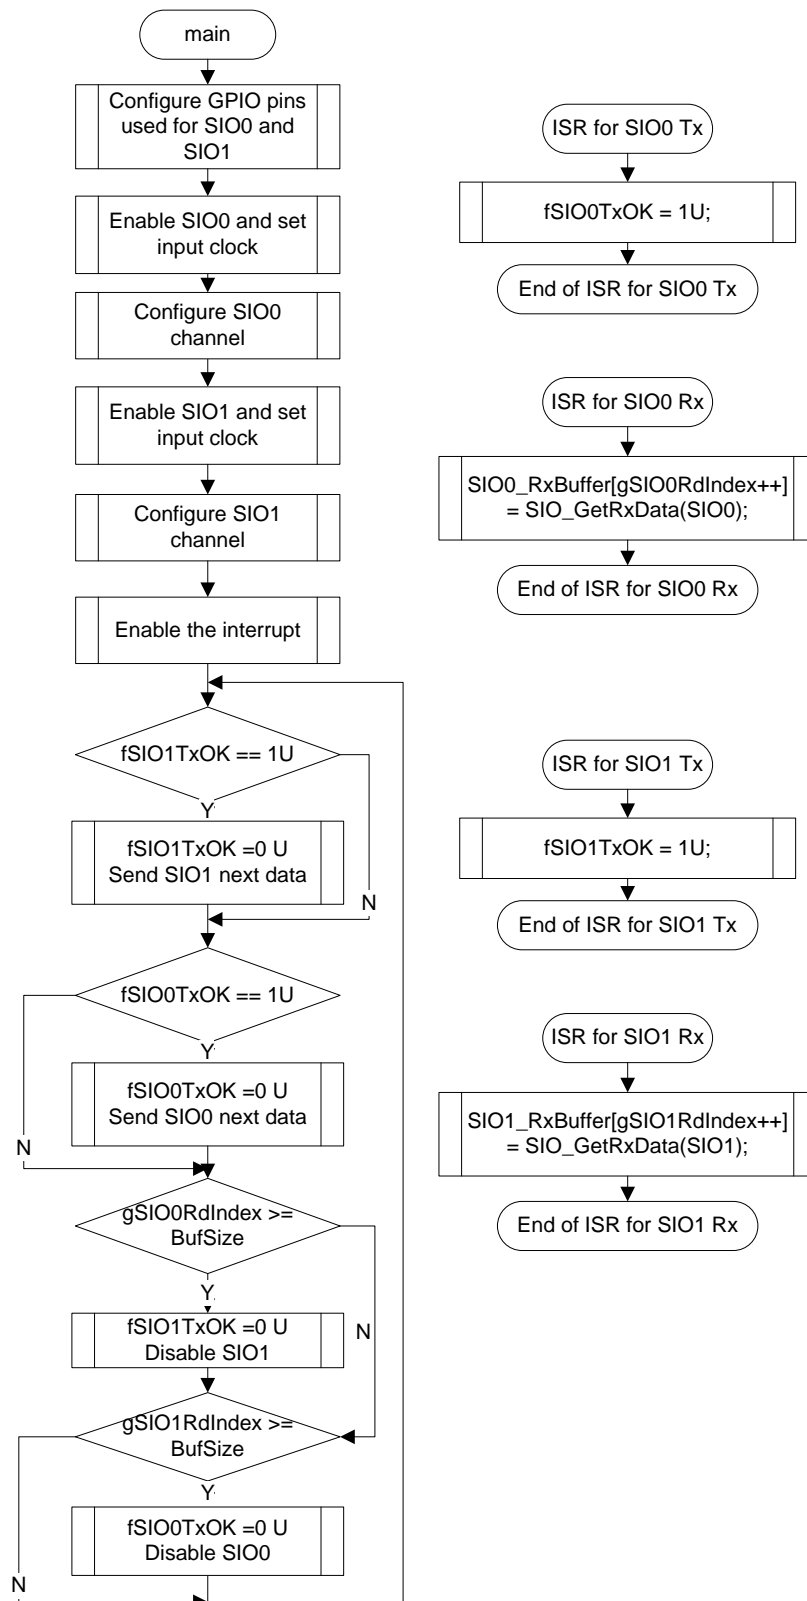 main
Configure GPIO pins
used for SIO0 and
SIO1
Enable SIO0 and set
input clock
Configure SIO0
channel
Enable SIO1 and set
input clock
Configure SIO1
channel
Enable the interrupt
fSIO1TxOK == 1U
Y
fSIO1TxOK =0 U
Send SIO1 next data
N
fSIO0TxOK == 1U
Y
fSIO0TxOK =0 U
Send SIO0 next data
N
gSIO0RdIndex >=
BufSize
Y
fSIO1TxOK =0 U
Disable SIO1
N
gSIO1RdIndex >=
BufSize
Y
fSIO0TxOK =0 U
Disable SIO0
N
ISR for SIO0 Tx
fSIO0TxOK = 1U;
End of ISR for SIO0 Tx
ISR for SIO0 Rx
SIO0_RxBuffer[gSIO0RdIndex++]
= SIO_GetRxData(SIO0);
End of ISR for SIO0 Rx
ISR for SIO1 Tx
fSIO1TxOK = 1U;
End of ISR for SIO1 Tx
ISR for SIO1 Rx
SIO1_RxBuffer[gSIO1RdIndex++]
= SIO_GetRxData(SIO1);
End of ISR for SIO1 Rx